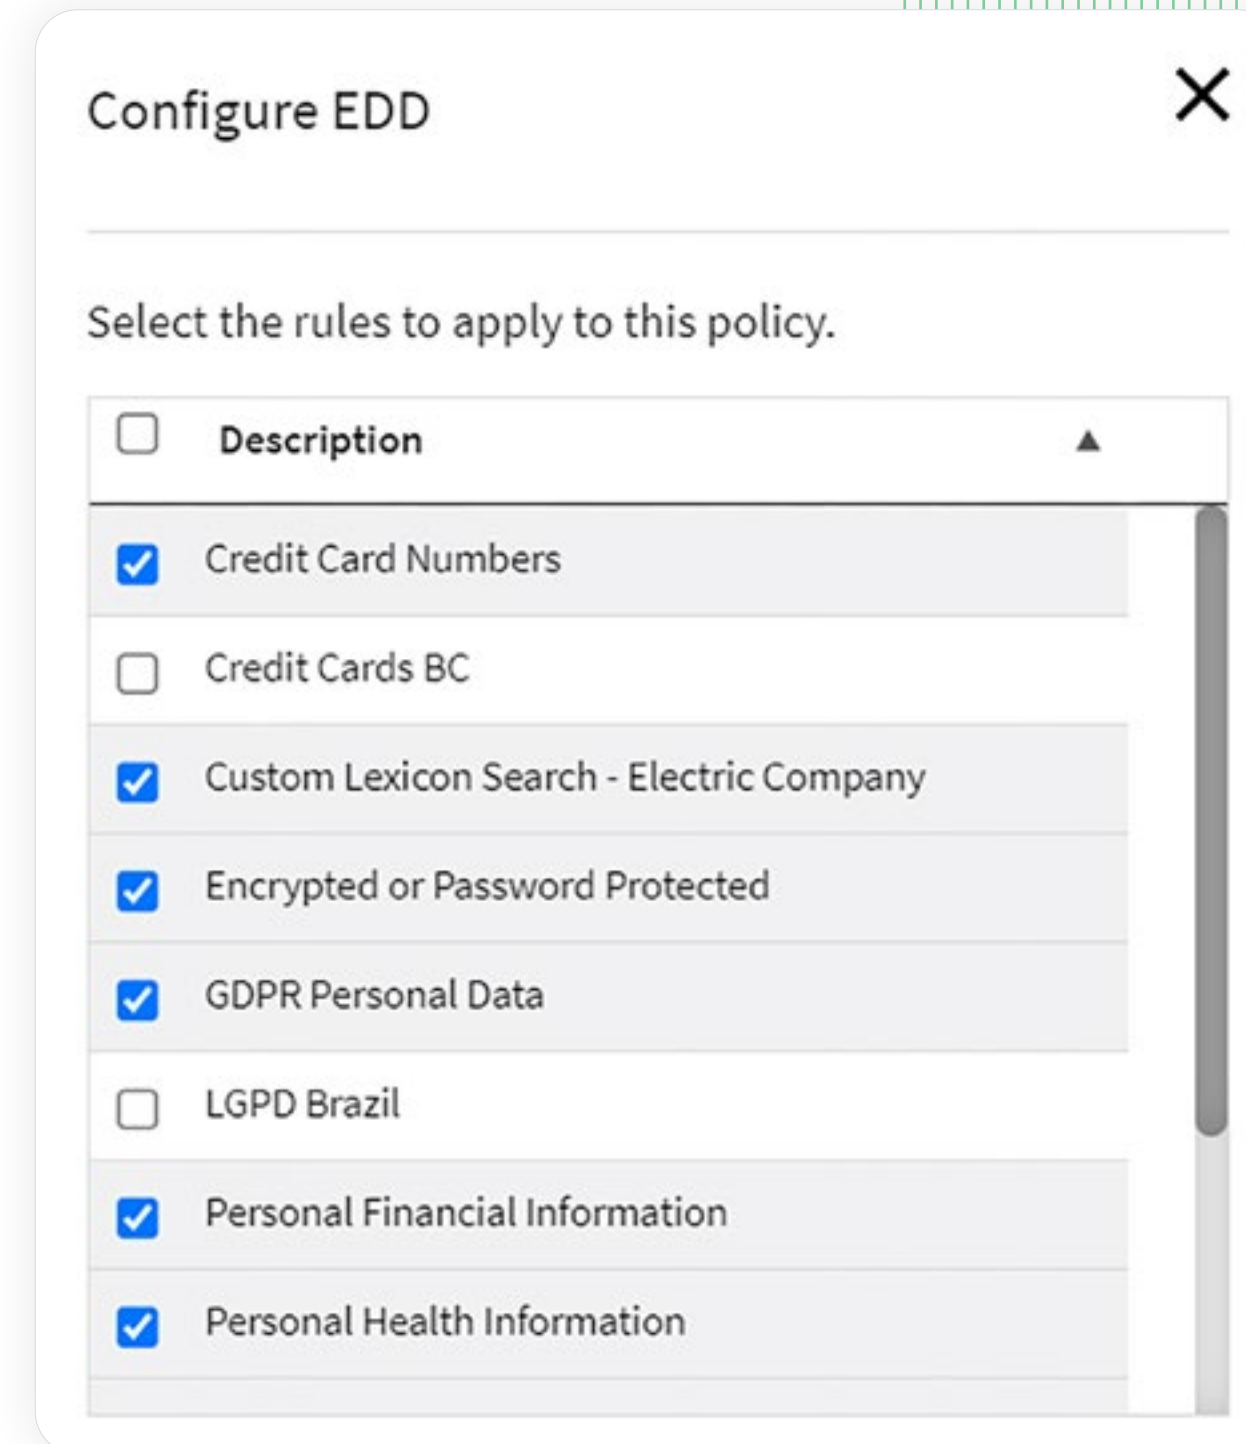 Configure EDD
Select the rules to apply to this policy.
Description
Credit Card Numbers
Credit Cards BC
Custom Lexicon Search - Electric Company
Encrypted or Password Protected
GDPR Personal Data
LGPD Brazil
Personal Financial Information
Personal Health Information